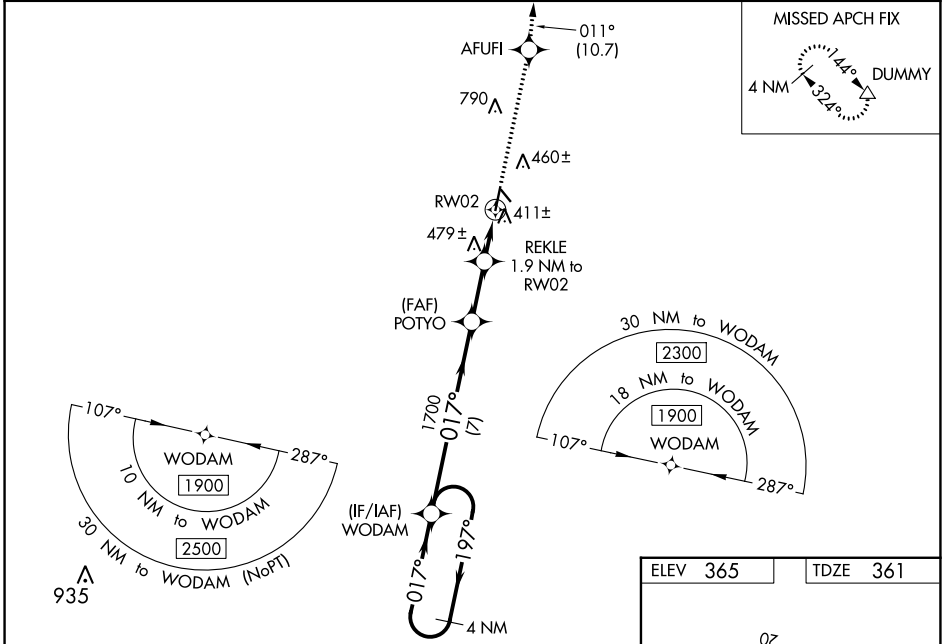 MISSED APCH FIX
4 NM
144°
324°
DUMMY
011°
(10.7)
AFUFI
790
460±
RW02
411±
479±
REKLE
1.9 NM to
RW02
(FAF)
POTYO
1700
017°
(7)
(IF/IAF)
WODAM
017°
197°
4 NM
107°
287°
WODAM
1900
10 NM to WODAM
2500
30 NM to WODAM (NoPT)
935
30 NM to WODAM
2300
18 NM to WODAM
1900
WODAM
107°
287°
ELEV 365
TDZE 361